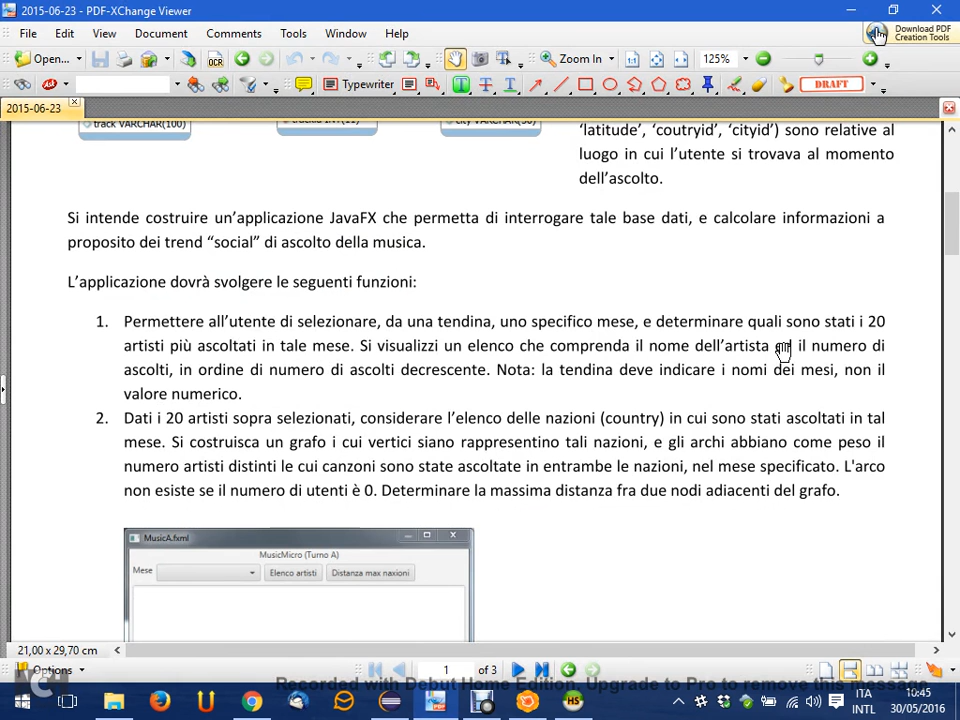 2015-06-23 - PDF-XChange Viewer
File Edit View Document Comments Tools Window Help
Download PDF
Creation Tools
Open... OCR Zoom In 125%
Typewriter DRAFT
2015-06-23
track VARCHAR(100)
‘latitude’, ‘coutryid’, ‘cityid’) sono relative al
luogo in cui l’utente si trovava al momento
dell’ascolto.
Si intende costruire un’applicazione JavaFX che permetta di interrogare tale base dati, e calcolare informazioni a
proposito dei trend “social” di ascolto della musica.
L’applicazione dovrà svolgere le seguenti funzioni:
1. Permettere all’utente di selezionare, da una tendina, uno specifico mese, e determinare quali sono stati i 20
artisti più ascoltati in tale mese. Si visualizzi un elenco che comprenda il nome dell’artista ed il numero di
ascolti, in ordine di numero di ascolti decrescente. Nota: la tendina deve indicare i nomi dei mesi, non il
valore numerico.
2. Dati i 20 artisti sopra selezionati, considerare l’elenco delle nazioni (country) in cui sono stati ascoltati in tal
mese. Si costruisca un grafo i cui vertici siano rappresentino tali nazioni, e gli archi abbiano come peso il
numero artisti distinti le cui canzoni sono state ascoltate in entrambe le nazioni, nel mese specificato. L'arco
non esiste se il numero di utenti è 0. Determinare la massima distanza fra due nodi adiacenti del grafo.
MusicA.fxml
MusicMicro (Turno A)
Mese Elenco artisti Distanza max naxioni
21,00 x 29,70 cm
Options 1 of 3
Recorded with Debut Home Edition. Upgrade to Pro to remove this message
ITA 10:45
INTL 30/05/2016